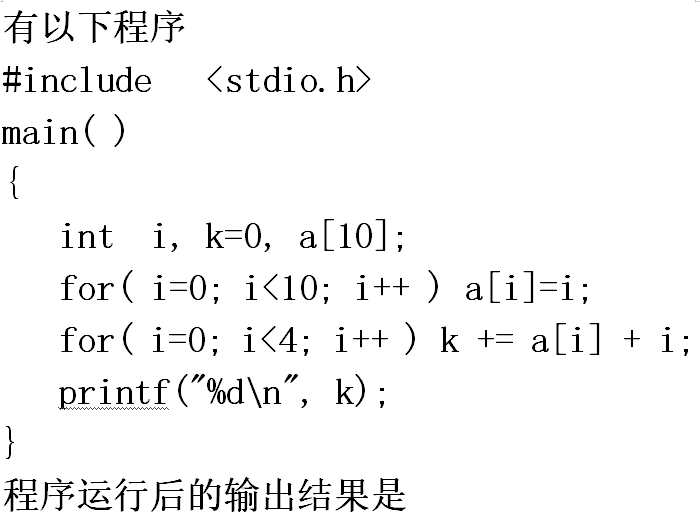 有以下程序
#include <stdio.h>
main( )
{
int i, k=0, a[10];
for( i=0; i<10; i++ ) a[i]=i;
for( i=0; i<4; i++ ) k += a[i] + i;
printf("%d\n", k);
}
程序运行后的输出结果是